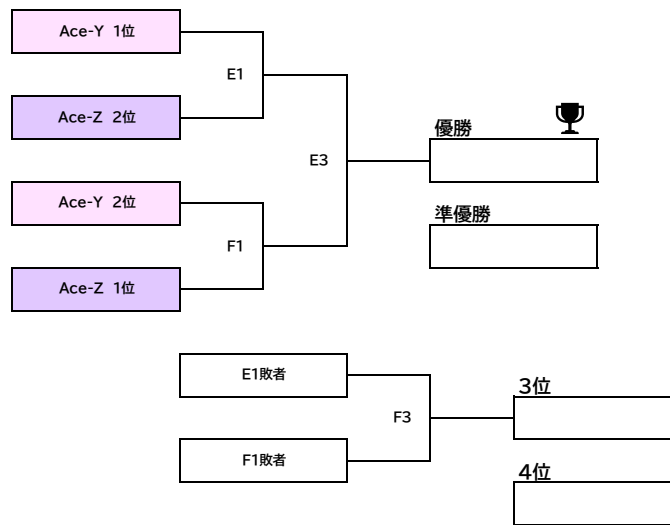 Ace-Y 1位
E1
Ace-Z 2位
優勝
E3
Ace-Y 2位
準優勝
F1
Ace-Z 1位
E1敗者
3位
F3
F1敗者
4位